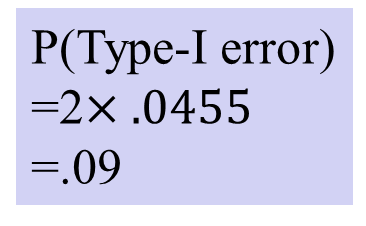 P(Type-I error)
=2× .0455
=.09